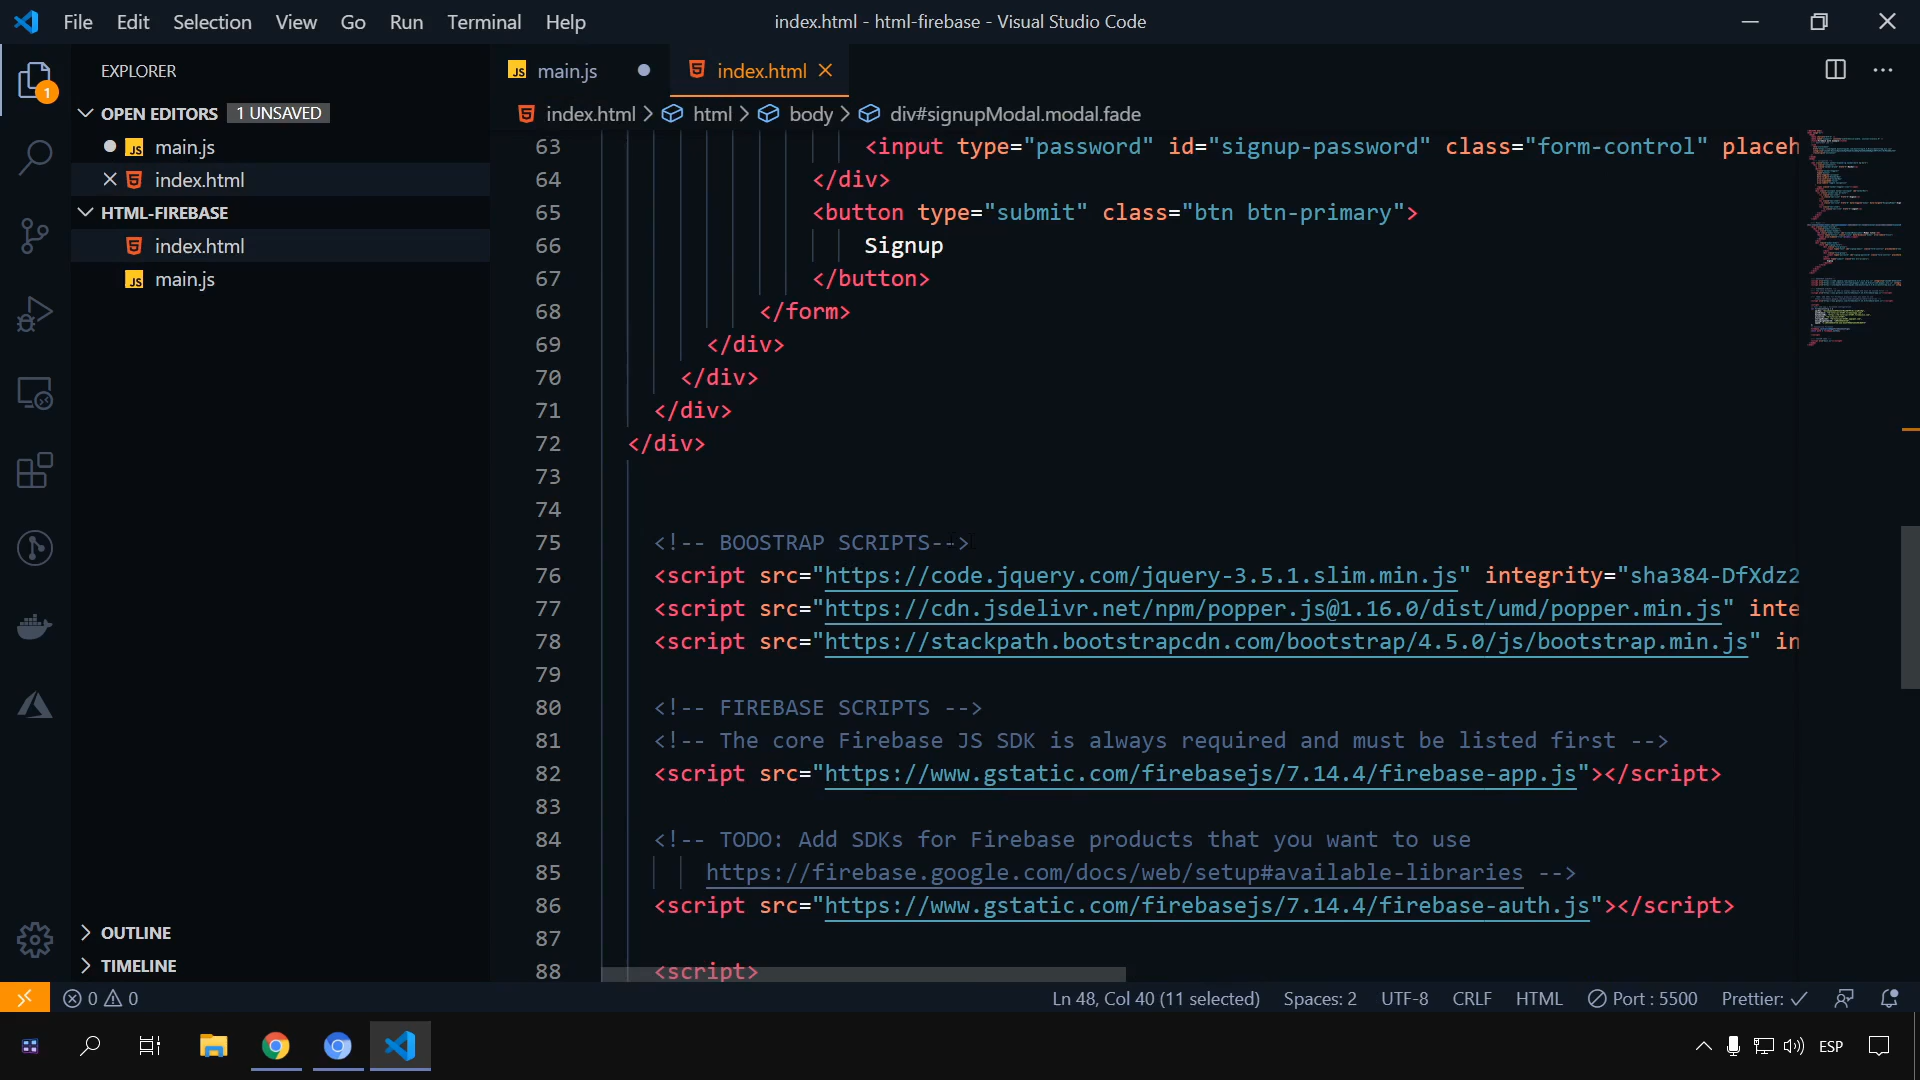 File Edit Selection View Go Run Terminal Help
index.html - html-firebase - Visual Studio Code
EXPLORER
OPEN EDITORS 1 UNSAVED
main.js
index.html
HTML-FIREBASE
index.html
main.js
OUTLINE
TIMELINE
1
main.js index.html
index.html > html > body > div#signupModal.modal.fade
63 <input type="password" id="signup-password" class="form-control" placeh
64 </div>
65 <button type="submit" class="btn btn-primary">
66 Signup
67 </button>
68 </form>
69 </div>
70 </div>
71 </div>
72 </div>
73
74
75 <!-- BOOSTRAP SCRIPTS-->
76 <script src="https://code.jquery.com/jquery-3.5.1.slim.min.js" integrity="sha384-DfXdz2
77 <script src="https://cdn.jsdelivr.net/npm/popper.js@1.16.0/dist/umd/popper.min.js" inte
78 <script src="https://stackpath.bootstrapcdn.com/bootstrap/4.5.0/js/bootstrap.min.js" in
79
80 <!-- FIREBASE SCRIPTS -->
81 <!-- The core Firebase JS SDK is always required and must be listed first -->
82 <script src="https://www.gstatic.com/firebasejs/7.14.4/firebase-app.js"></script>
83
84 <!-- TODO: Add SDKs for Firebase products that you want to use
85 https://firebase.google.com/docs/web/setup#available-libraries -->
86 <script src="https://www.gstatic.com/firebasejs/7.14.4/firebase-auth.js"></script>
87
88 <script>
0 0 Ln 48, Col 40 (11 selected) Spaces: 2 UTF-8 CRLF HTML Port : 5500 Prettier: ✓
ESP